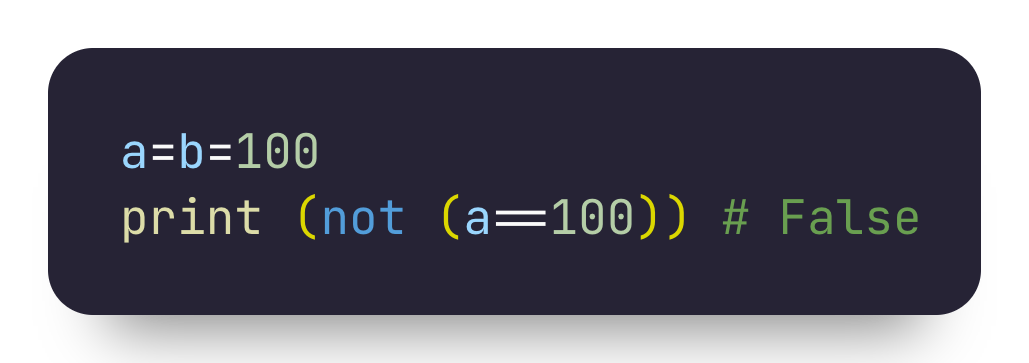 a=b=100
print (not (a==100)) # False